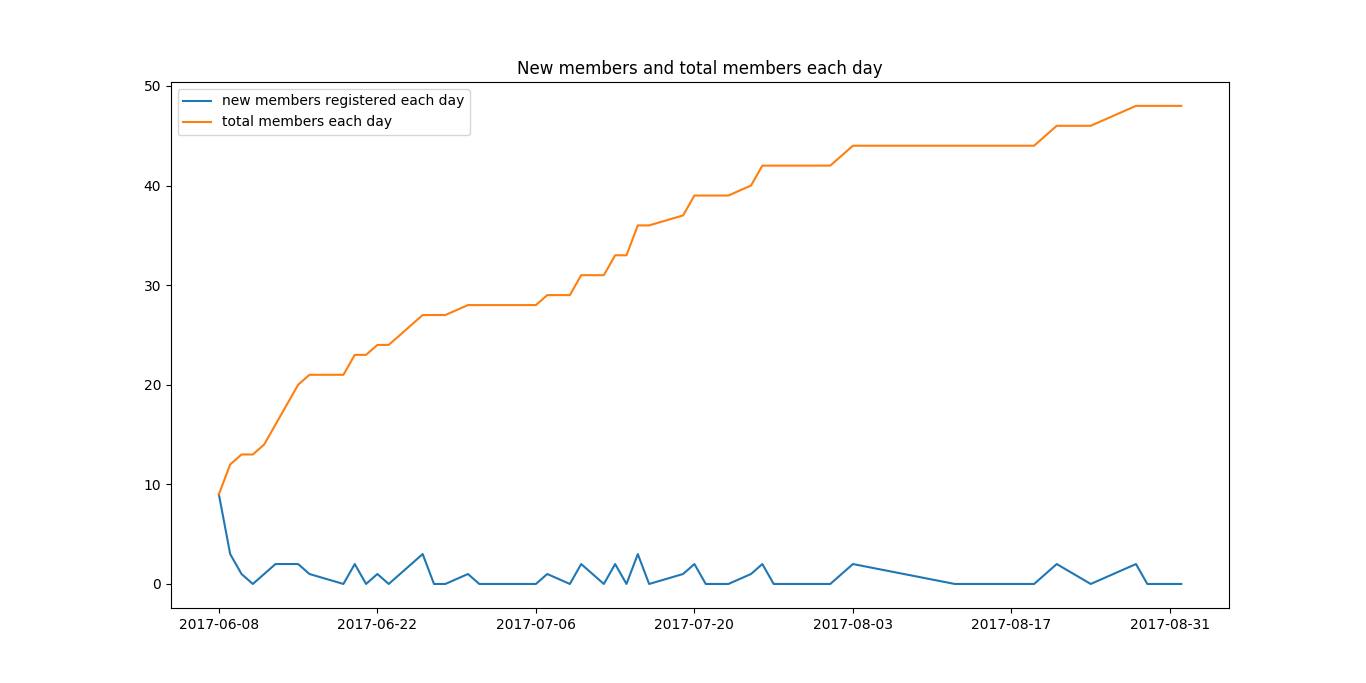 New members and total members each day
new members registered each day
total members each day
50
40
30
20
10
0
2017-06-08 2017-06-22 2017-07-06 2017-07-20 2017-08-03 2017-08-17 2017-08-31